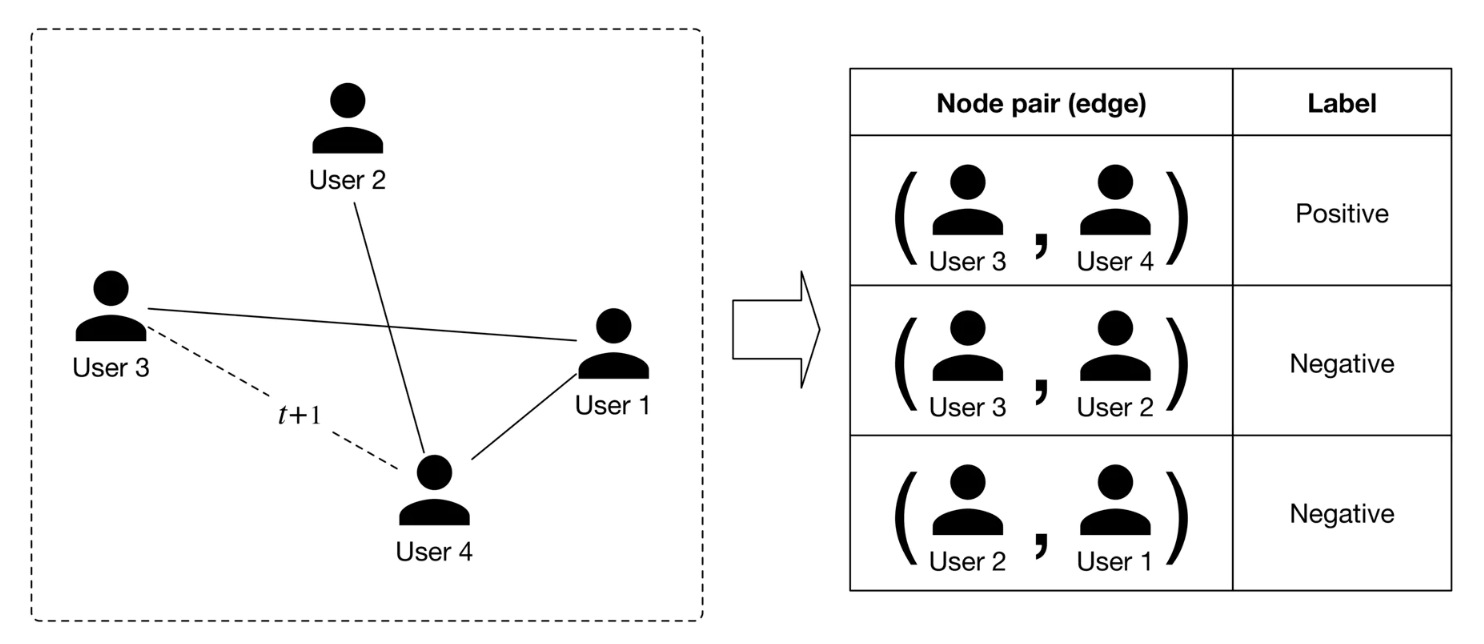 User 2
User 3
User 1
t+1
User 4
Node pair (edge) Label
( , ) Positive
User 3 User 4
( , ) Negative
User 3 User 2
( , ) Negative
User 2 User 1